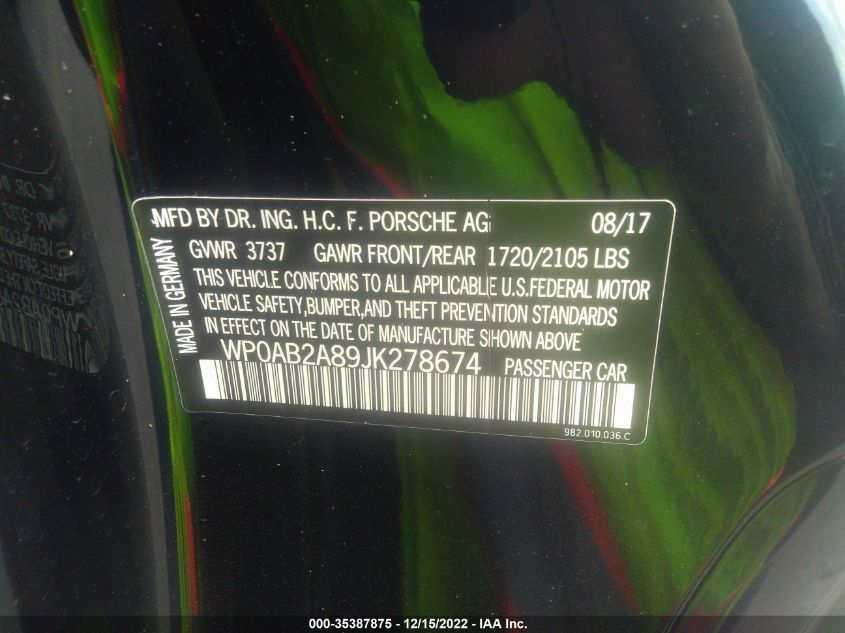 MFD BY DR. ING. H.C. F. PORSCHE AG 08/17
GVWR 3737 GAWR FRONT/REAR 1720/2105 LBS
THIS VEHICLE CONFORMS TO ALL APPLICABLE U.S.FEDERAL MOTOR
VEHICLE SAFETY,BUMPER,AND THEFT PREVENTION STANDARDS
IN EFFECT ON THE DATE OF MANUFACTURE SHOWN ABOVE
MADE IN GERMANY
WP0AB2A89JK278674 PASSENGER CAR
982.010.036.C
000-35387875 - 12/15/2022 - IAA Inc.